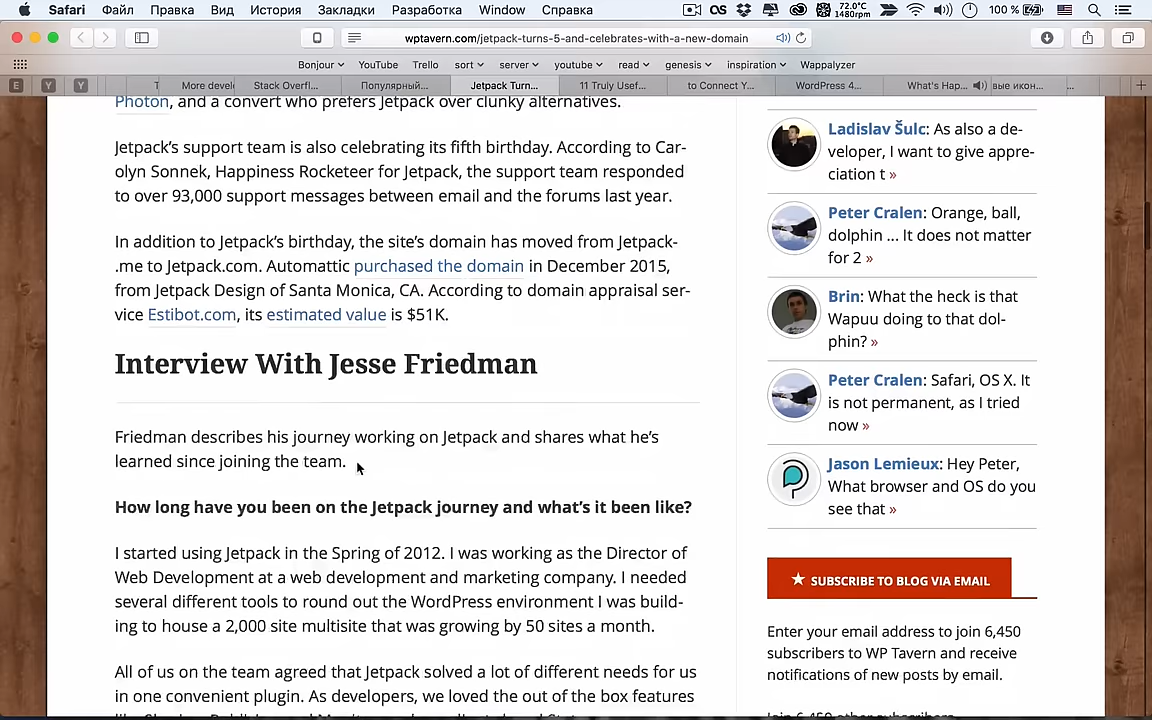 Safari Файл Правка Вид История Закладки Разработка Window Справка
72.0°C
1480rpm
100 %
wptavern.com/jetpack-turns-5-and-celebrates-with-a-new-domain
Bonjour YouTube Trello sort server youtube read genesis inspiration Wappalyzer
E Y Y T More devel Stack Overfl... Популярный... Jetpack Turn... 11 Truly Usef... to Connect Y... WordPress 4... What's Hap... вые икон... ...
Photon, and a convert who prefers Jetpack over clunky alternatives.
Jetpack’s support team is also celebrating its fifth birthday. According to Car-
olyn Sonnek, Happiness Rocketeer for Jetpack, the support team responded
to over 93,000 support messages between email and the forums last year.
In addition to Jetpack’s birthday, the site’s domain has moved from Jetpack-
.me to Jetpack.com. Automattic purchased the domain in December 2015,
from Jetpack Design of Santa Monica, CA. According to domain appraisal ser-
vice Estibot.com, its estimated value is $51K.
Interview With Jesse Friedman
Friedman describes his journey working on Jetpack and shares what he’s
learned since joining the team.
How long have you been on the Jetpack journey and what’s it been like?
I started using Jetpack in the Spring of 2012. I was working as the Director of
Web Development at a web development and marketing company. I needed
several different tools to round out the WordPress environment I was build-
ing to house a 2,000 site multisite that was growing by 50 sites a month.
All of us on the team agreed that Jetpack solved a lot of different needs for us
in one convenient plugin. As developers, we loved the out of the box features
Ladislav Šulc: As also a de-
veloper, I want to give appre-
ciation t »
Peter Cralen: Orange, ball,
dolphin ... It does not matter
for 2 »
Brin: What the heck is that
Wapuu doing to that dol-
phin? »
Peter Cralen: Safari, OS X. It
is not permanent, as I tried
now »
Jason Lemieux: Hey Peter,
What browser and OS do you
see that »
★ SUBSCRIBE TO BLOG VIA EMAIL
Enter your email address to join 6,450
subscribers to WP Tavern and receive
notifications of new posts by email.
Join 6,450 other subscribers